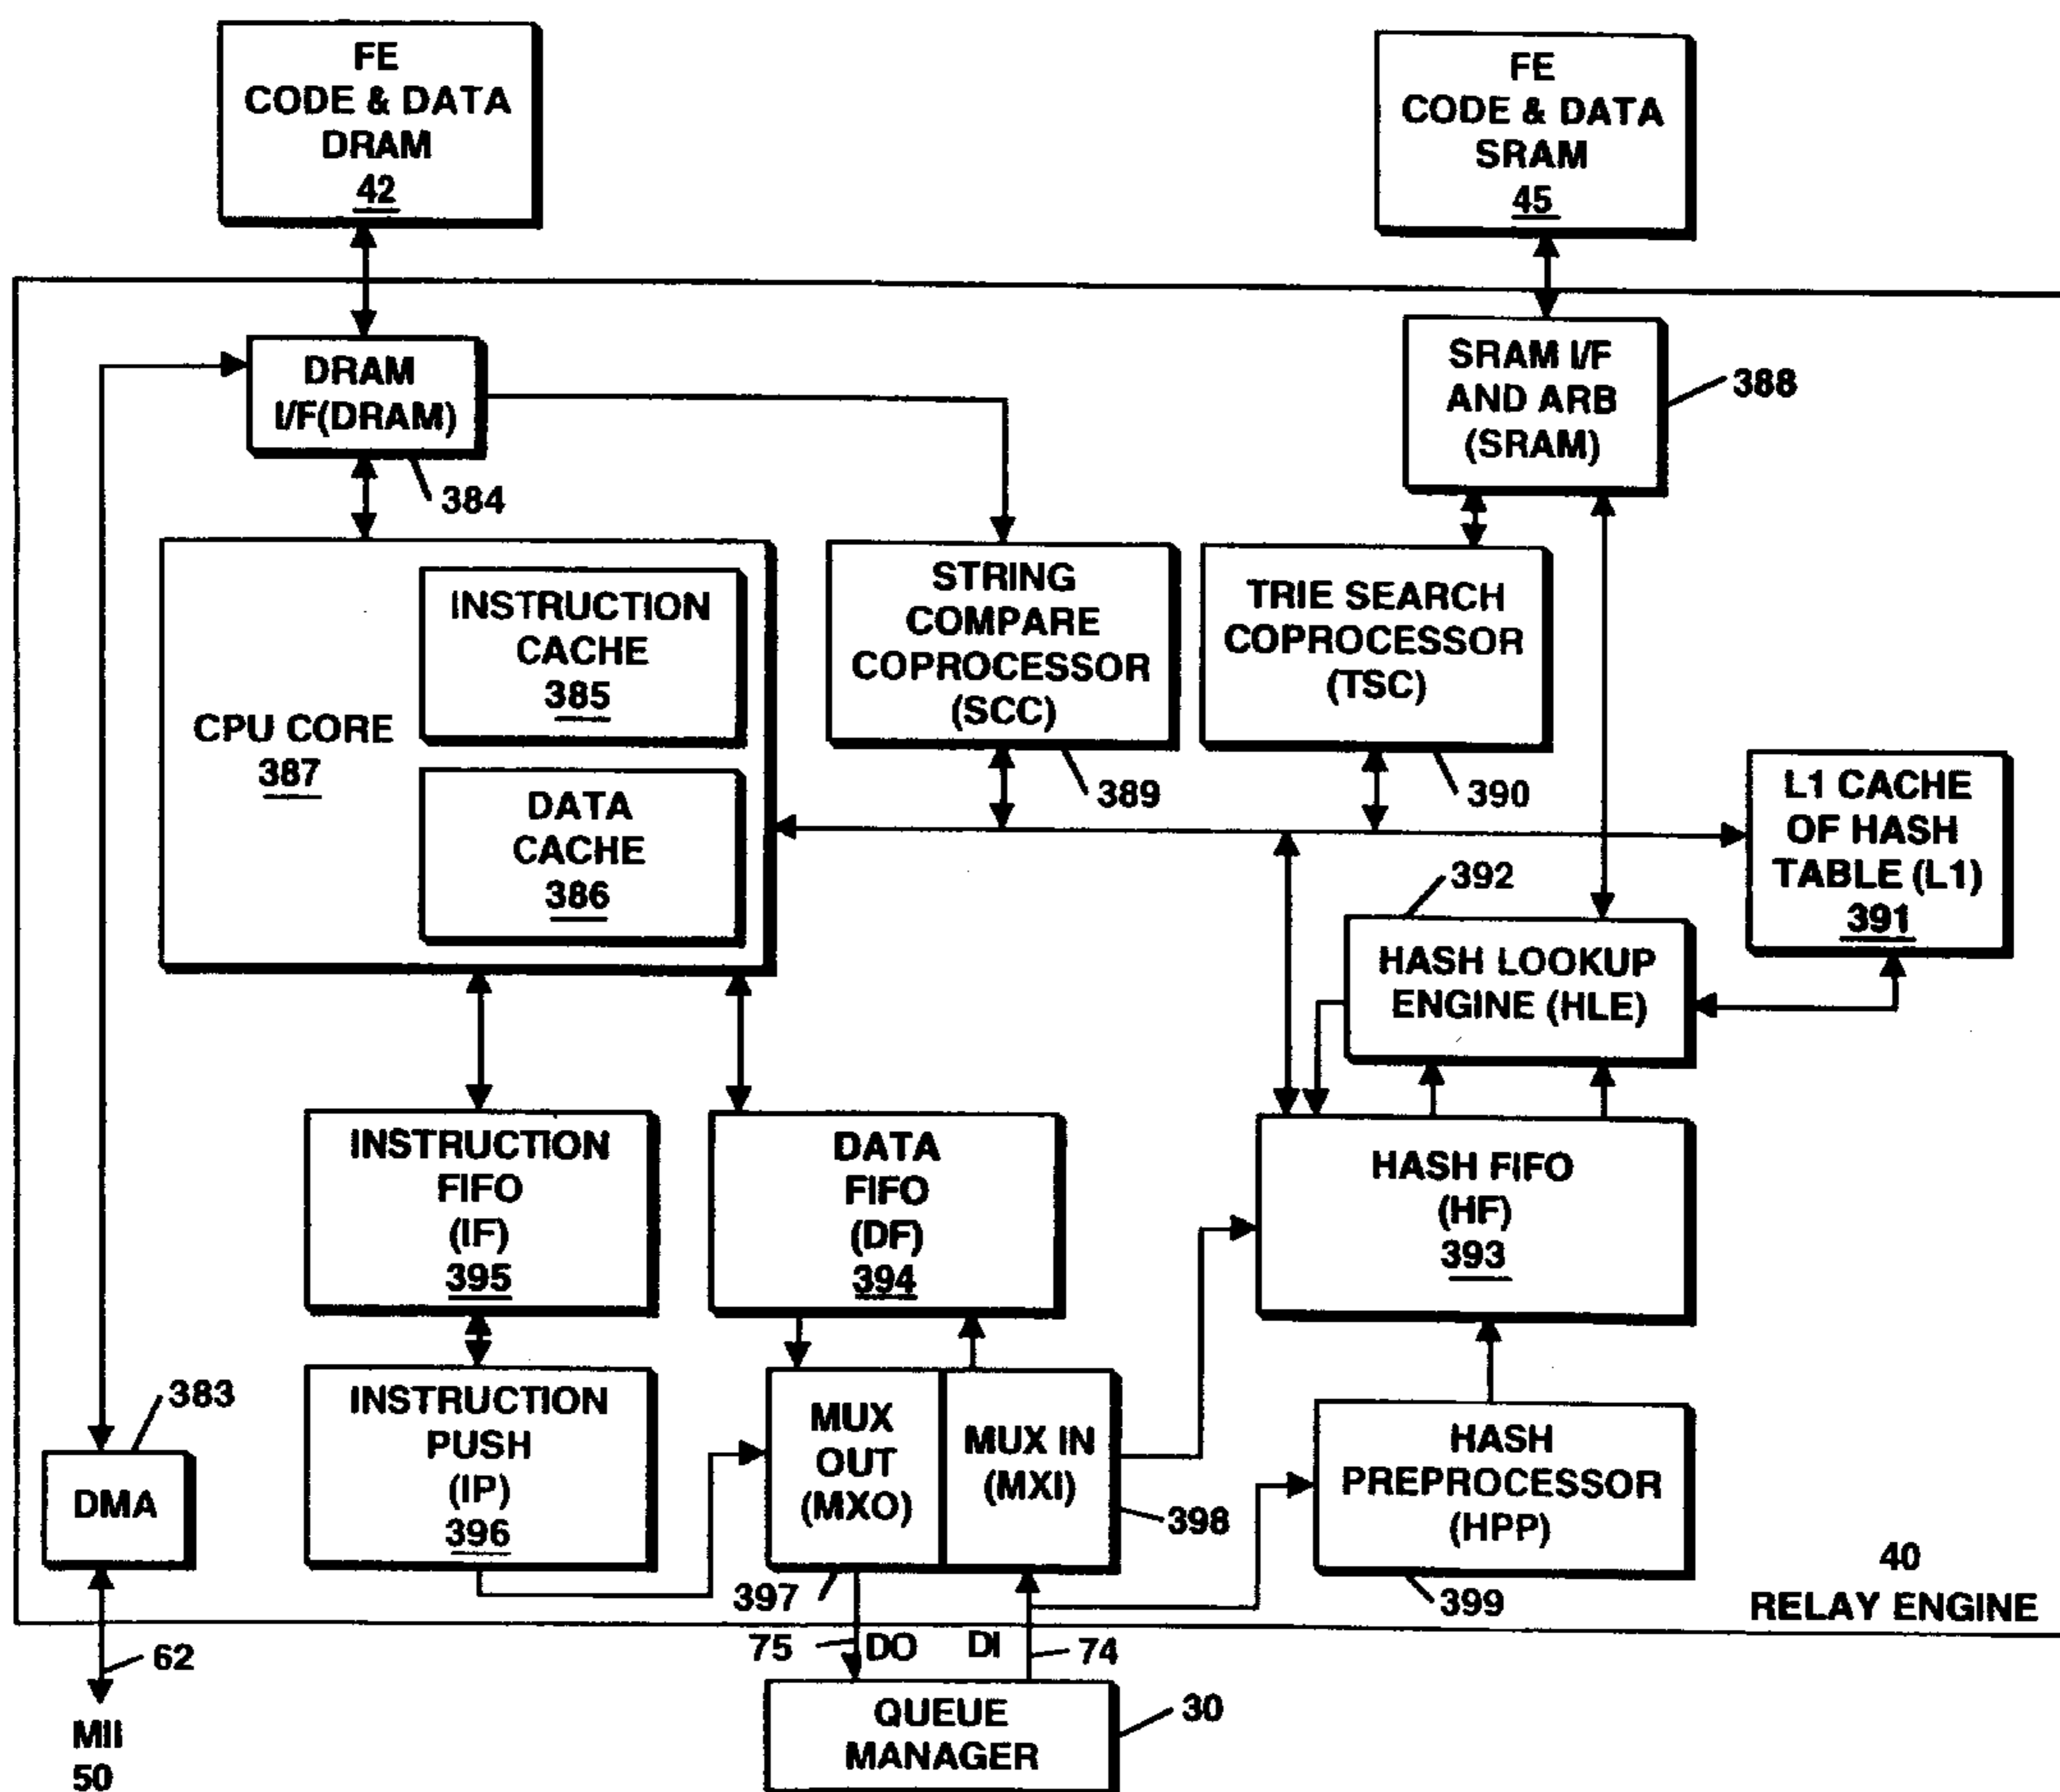 FE
CODE & DATA
DRAM
42
FE
CODE & DATA
SRAM
45
DRAM
I/F(DRAM)
384
SRAM I/F
AND ARB
(SRAM)
388
CPU CORE
387
INSTRUCTION
CACHE
385
DATA
CACHE
386
STRING
COMPARE
COPROCESSOR
(SCC)
389
TRIE SEARCH
COPROCESSOR
(TSC)
390
L1 CACHE
OF HASH
TABLE (L1)
391
392
HASH LOOKUP
ENGINE (HLE)
INSTRUCTION
FIFO
(IF)
395
DATA
FIFO
(DF)
394
HASH FIFO
(HF)
393
383
DMA
INSTRUCTION
PUSH
(IP)
396
MUX
OUT
(MXO)
397
MUX IN
(MXI)
398
HASH
PREPROCESSOR
(HPP)
399
40
RELAY ENGINE
62
MII
50
75
DO
DI
74
QUEUE
MANAGER
30